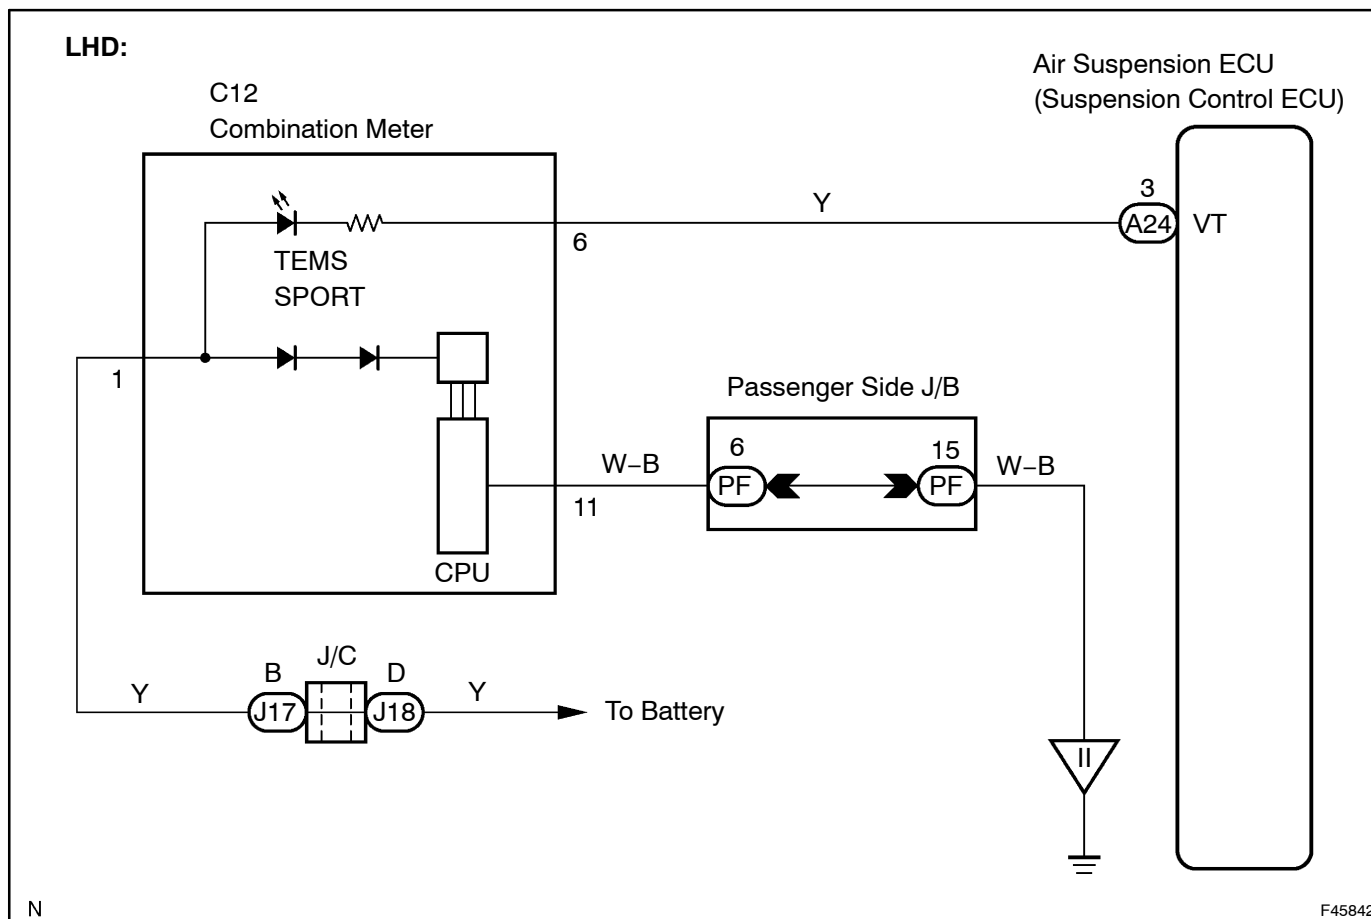 LHD:
Air Suspension ECU
(Suspension Control ECU)
C12
Combination Meter
3
Y
A24
VT
6
TEMS
SPORT
1
Passenger Side J/B
6
15
W−B
PF
PF
W−B
11
CPU
B
J/C
D
Y
J17
J18
Y
To Battery
II
N
F45842